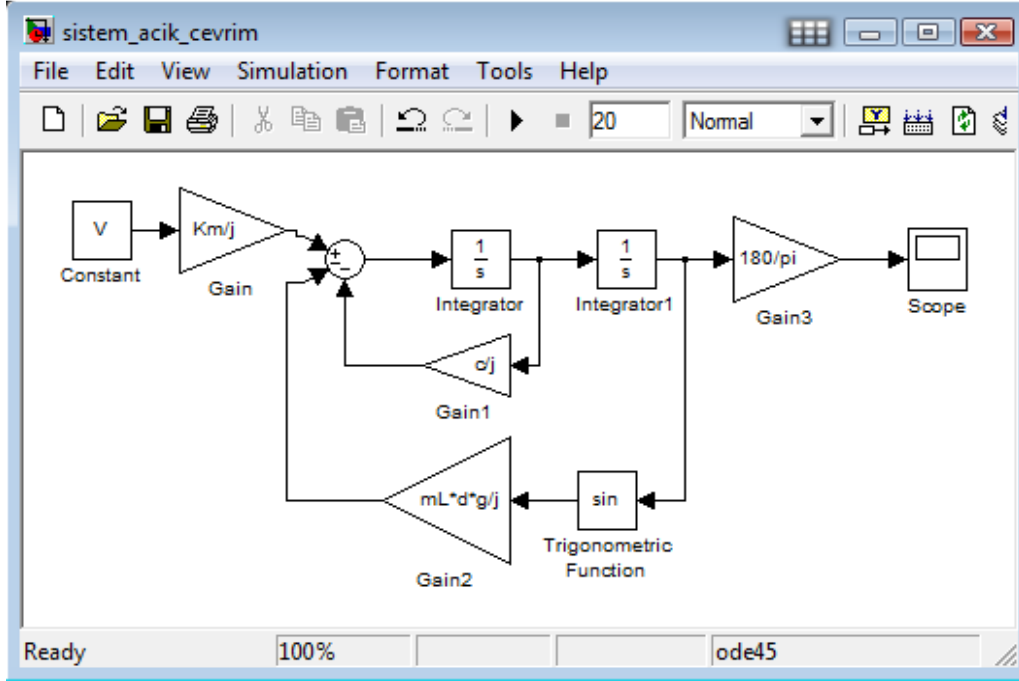 sistem_acik_cevrim
File Edit View Simulation Format Tools Help
20 Normal
V
Constant
Km/j
Gain
+
−
−
1
s
Integrator
1
s
Integrator1
180/pi
Gain3
Scope
c/j
Gain1
mL*d*g/j
Gain2
sin
Trigonometric
Function
Ready 100% ode45